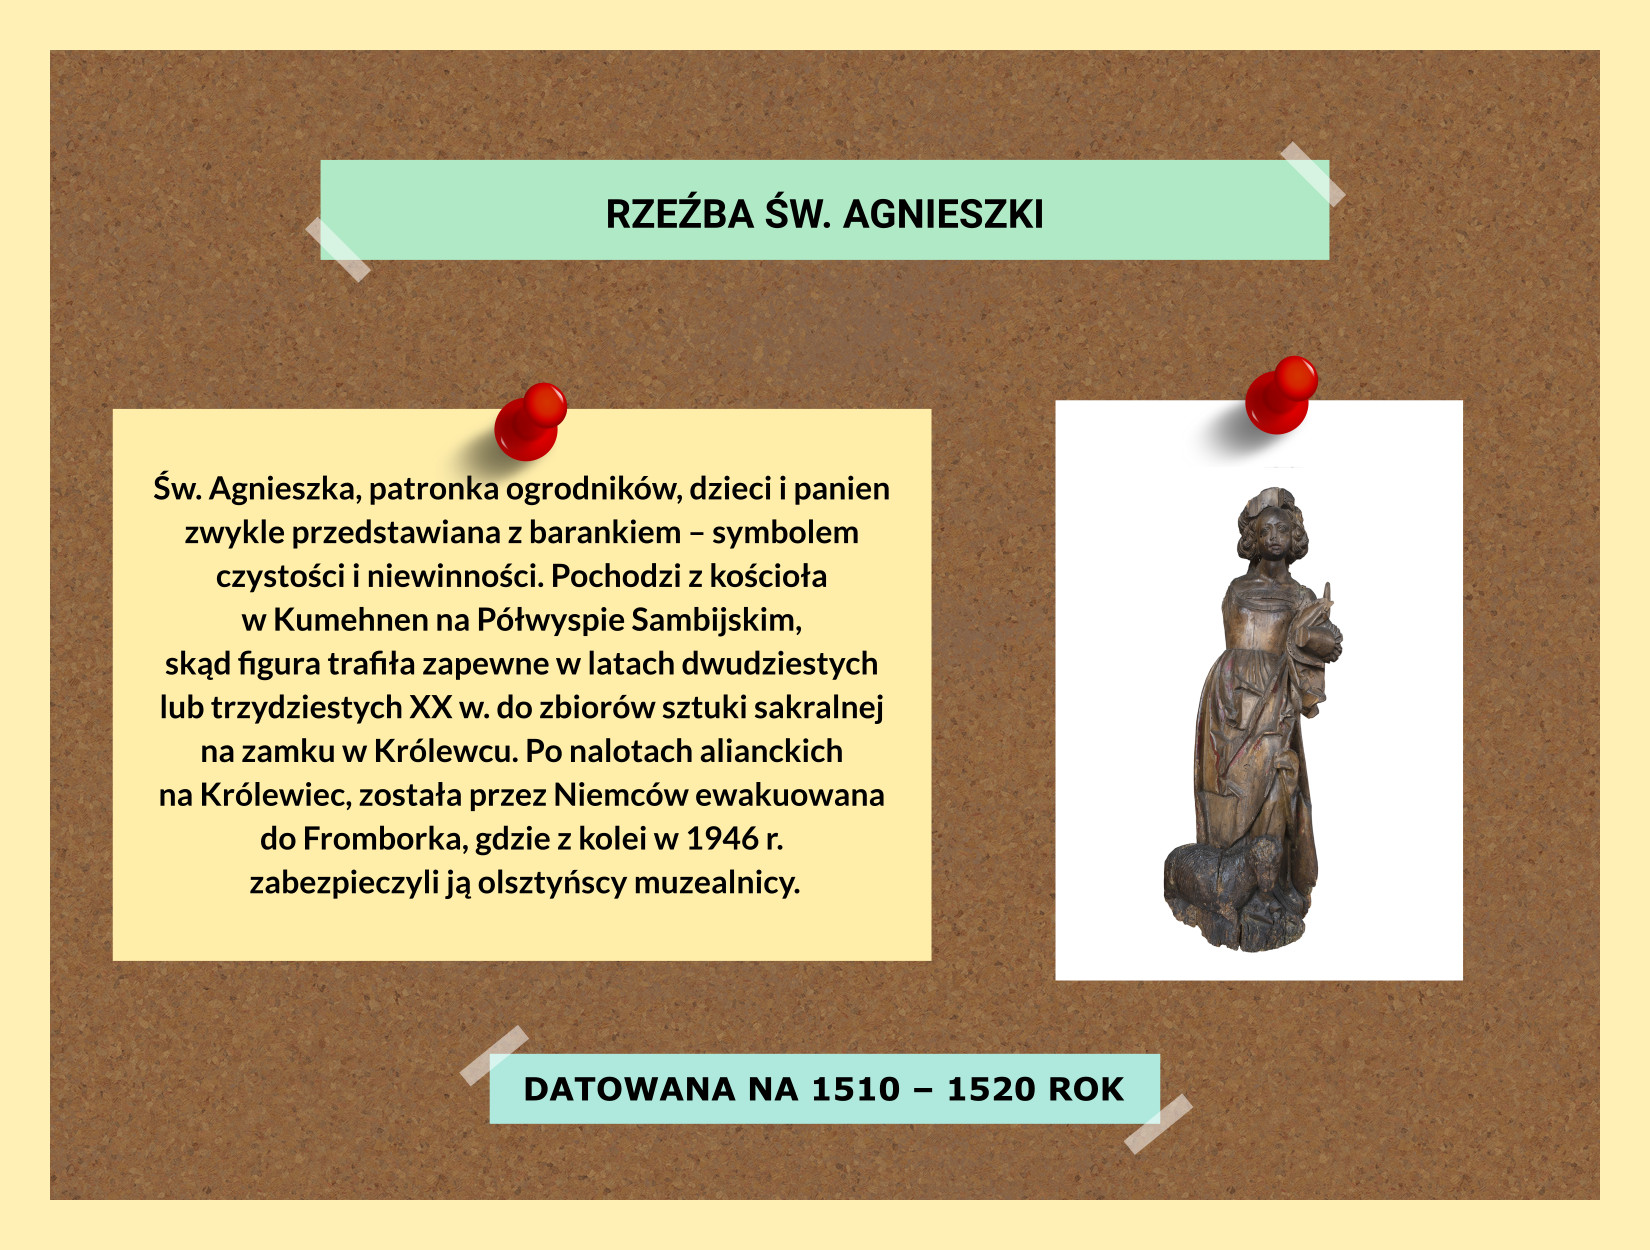 RZEŹBA ŚW. AGNIESZKI
Św. Agnieszka, patronka ogrodników, dzieci i panien
zwykle przedstawiana z barankiem – symbolem
czystości i niewinności. Pochodzi z kościoła
w Kumehnen na Półwyspie Sambijskim,
skąd figura trafiła zapewne w latach dwudziestych
lub trzydziestych XX w. do zbiorów sztuki sakralnej
na zamku w Królewcu. Po nalotach alianckich
na Królewiec, została przez Niemców ewakuowana
do Fromborka, gdzie z kolei w 1946 r.
zabezpieczyli ją olsztyńscy muzealnicy.
DATOWANA NA 1510 – 1520 ROK